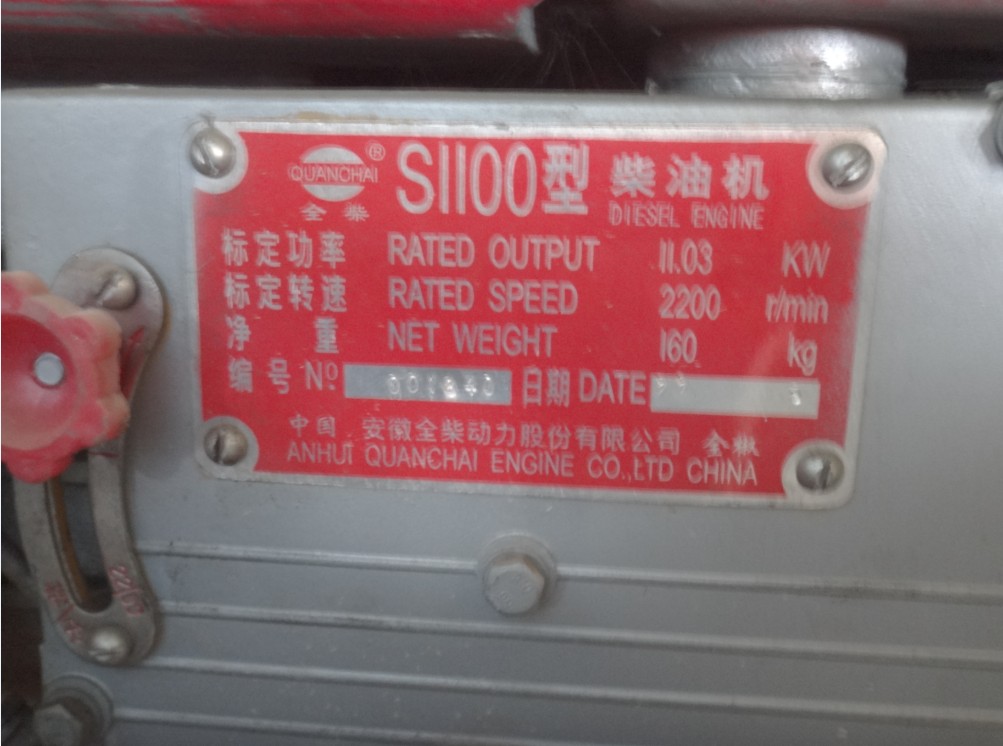 QUANCHAI ® S1100型 柴油机
全柴 DIESEL ENGINE
标定功率 RATED OUTPUT 11.03 KW
标定转速 RATED SPEED 2200 r/min
净重 NET WEIGHT 160 kg
编号 Nº 日期 DATE
中国 安徽全柴动力股份有限公司 全椒
ANHUI QUANCHAI ENGINE CO.,LTD CHINA